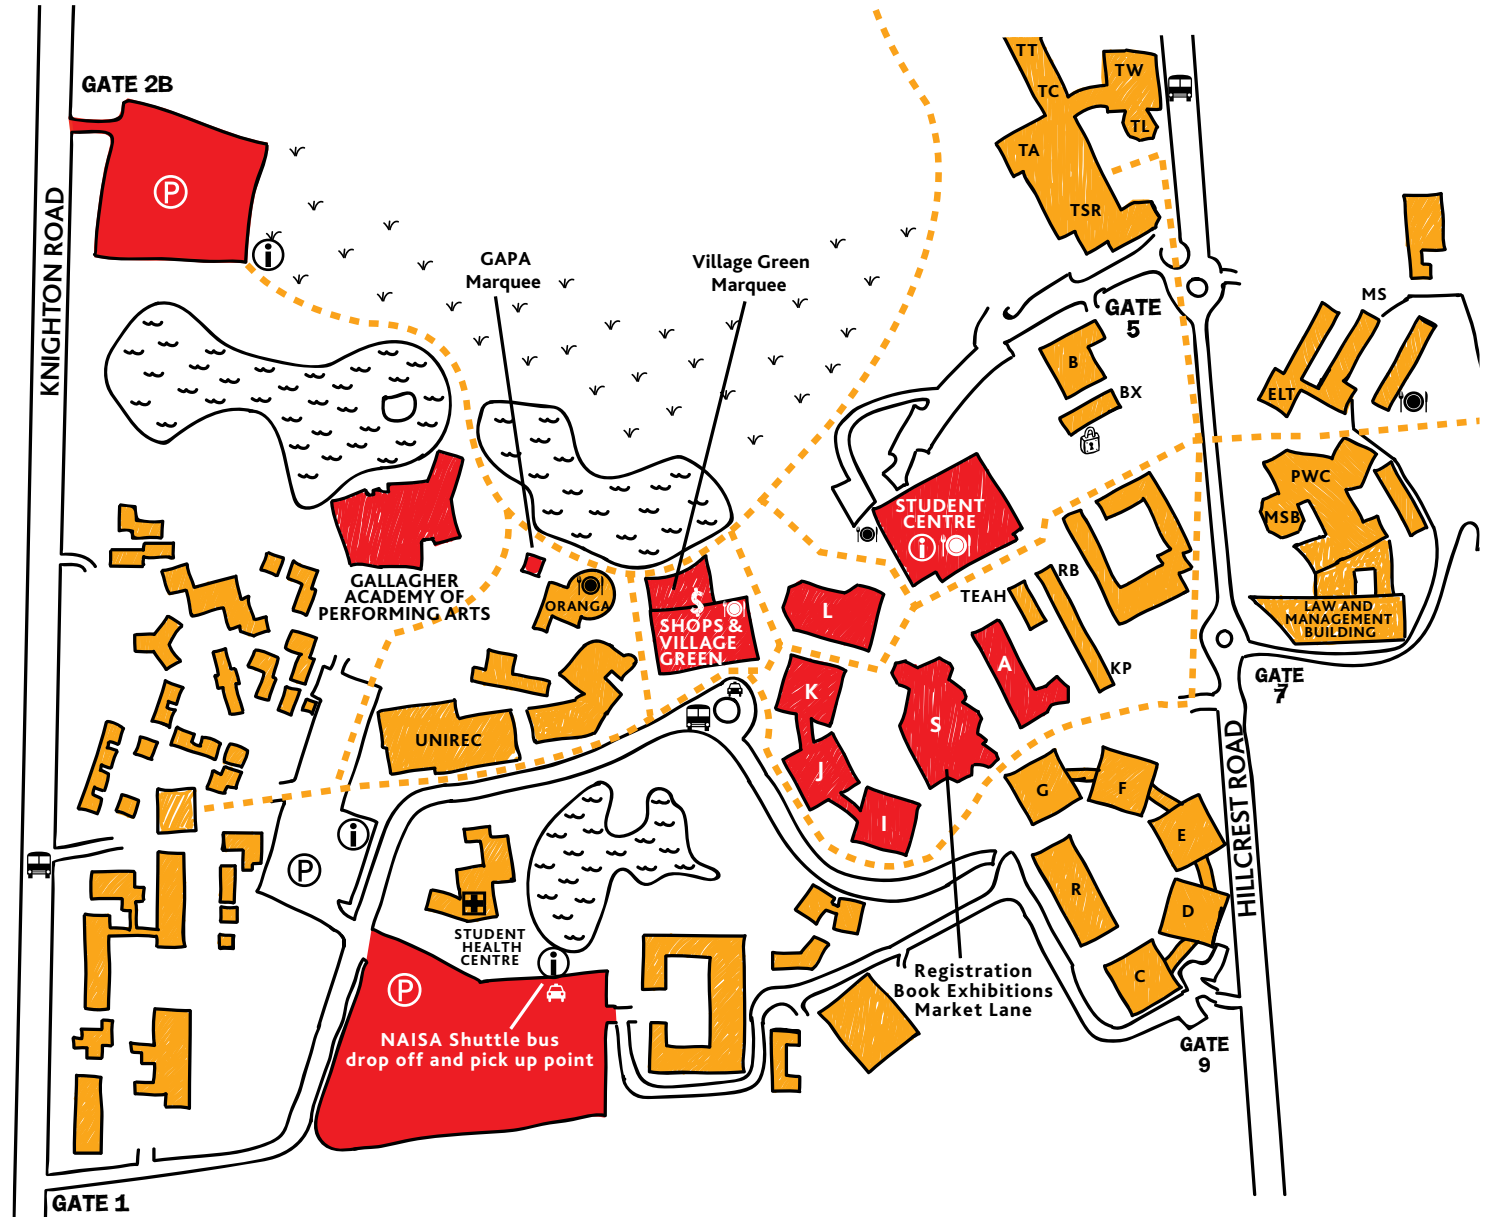 TT
TW
TC
TL
TA
TSR
GATE 2B
P
KNIGHTON ROAD
i
GAPA
Marquee
Village Green
Marquee
GATE
5
MS
B
BX
ELT
PWC
MSB
STUDENT
CENTRE
i
GALLAGHER
ACADEMY OF
PERFORMING ARTS
ORANGA
$
SHOPS &
VILLAGE
GREEN
L
TEAH
RB
KP
LAW AND
MANAGEMENT
BUILDING
GATE
7
A
K
S
UNIREC
J
I
G
F
E
HILLCREST ROAD
i
P
R
D
C
STUDENT
HEALTH
CENTRE
i
P
Registration
Book Exhibitions
Market Lane
NAISA Shuttle bus
drop off and pick up point
GATE
9
GATE 1